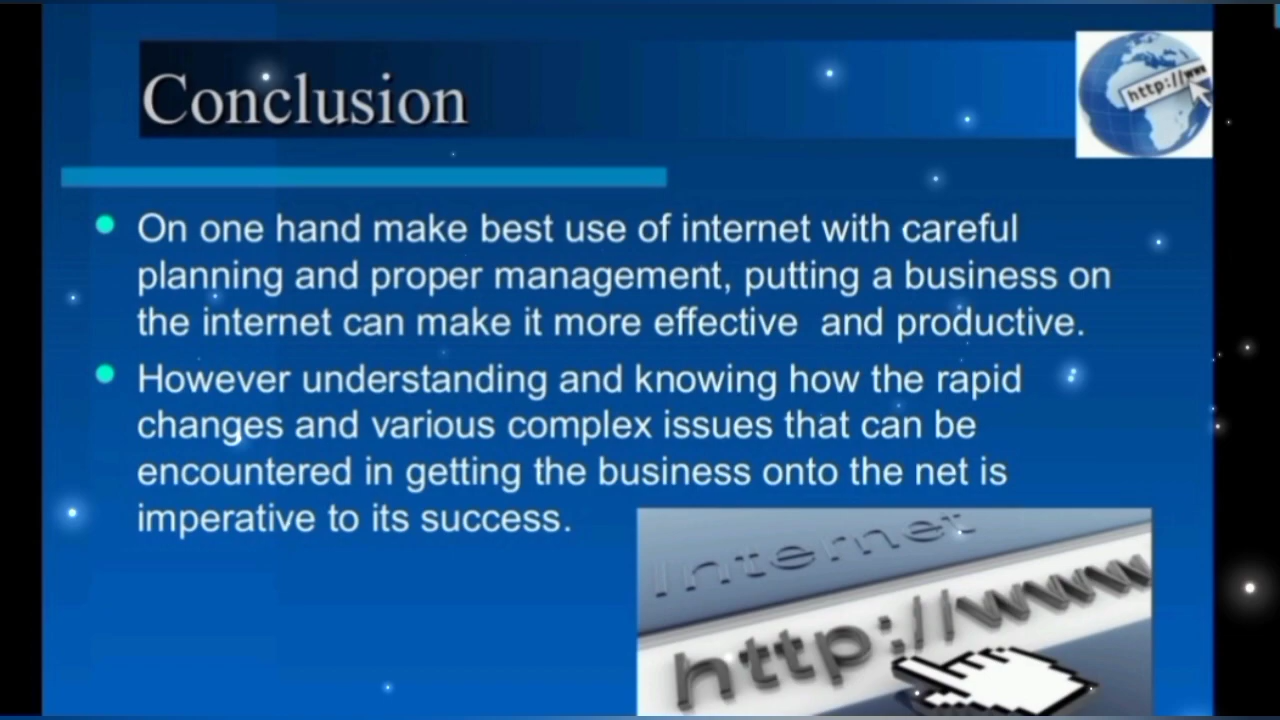 Conclusion
http://www
On one hand make best use of internet with careful
planning and proper management, putting a business on
the internet can make it more effective and productive.
However understanding and knowing how the rapid
changes and various complex issues that can be
encountered in getting the business onto the net is
imperative to its success.
Internet
http://www